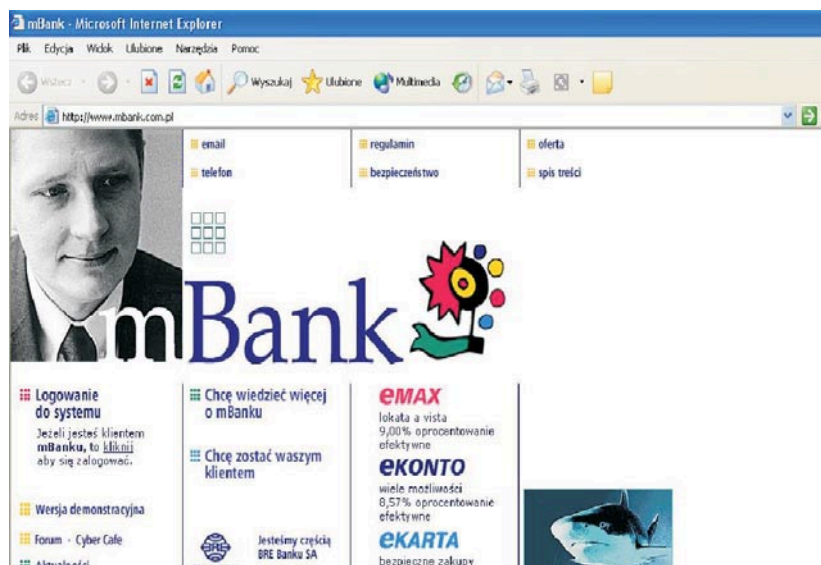 mBank - Microsoft Internet Explorer
Plik Edycja Widok Ulubione Narzędzia Pomoc
Wstecz Wyszukaj Ulubione Multimedia
Adres http://www.mbank.com.pl
email
telefon
regulamin
bezpieczeństwo
oferta
spis treści
mBank
Logowanie
do systemu
Jeżeli jesteś klientem
mBanku, to kliknij
aby się zalogować.
Wersja demonstracyjna
Forum - Cyber Cafe
Aktualności
Chcę wiedzieć więcej
o mBanku
Chcę zostać waszym
klientem
BRE
Jesteśmy częścią
BRE Banku SA
eMAX
lokata a vista
9,00% oprocentowanie
efektywne
eKONTO
wiele możliwości
8,57% oprocentowanie
efektywne
eKARTA
bezpieczne zakupy